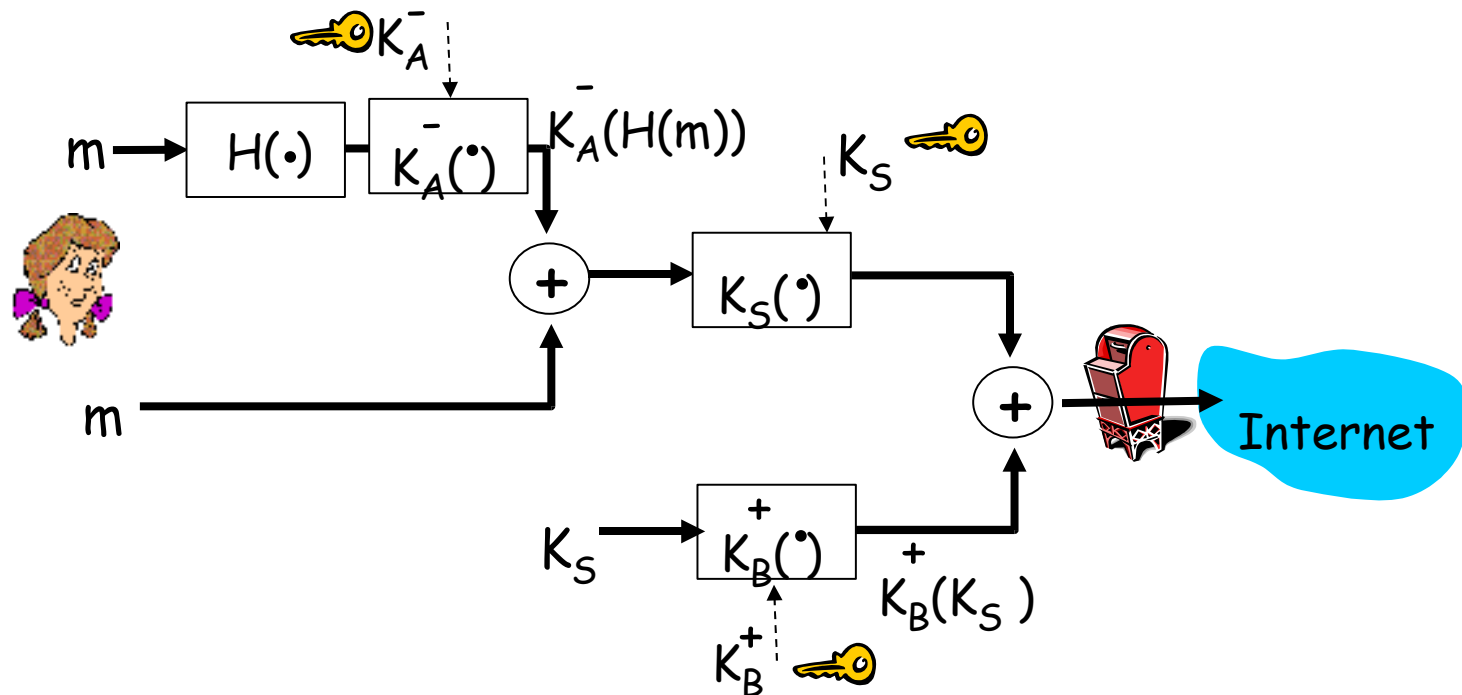 K_A^-
m
H(•)
K_A^-(•)
K_A^-(H(m))
K_S
+
K_S(•)
m
+
Internet
K_S
K_B^+(•)
K_B^+(K_S )
K_B^+